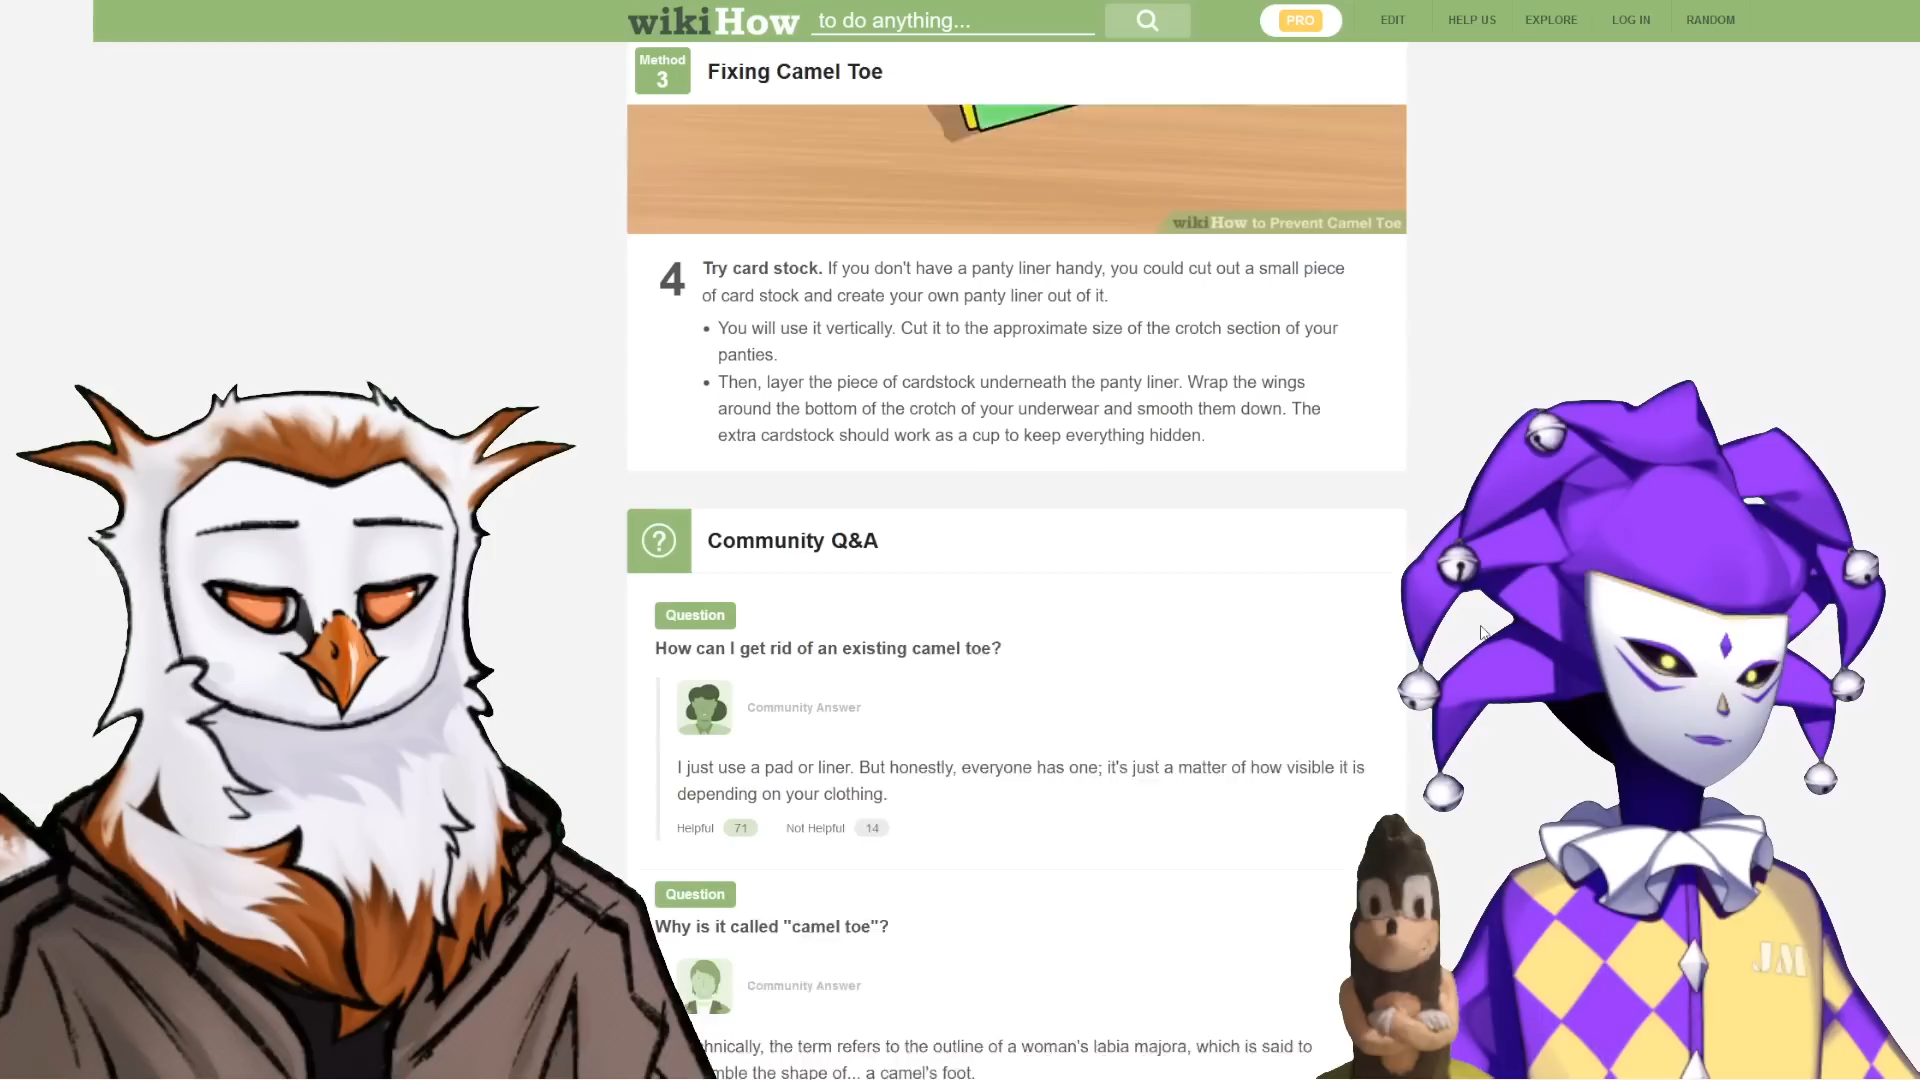 wikiHow to do anything... PRO EDIT HELP US EXPLORE LOG IN RANDOM
Method
3
Fixing Camel Toe
wikiHow to Prevent Camel Toe
4 Try card stock. If you don't have a panty liner handy, you could cut out a small piece
of card stock and create your own panty liner out of it.
• You will use it vertically. Cut it to the approximate size of the crotch section of your
panties.
• Then, layer the piece of cardstock underneath the panty liner. Wrap the wings
around the bottom of the crotch of your underwear and smooth them down. The
extra cardstock should work as a cup to keep everything hidden.
? Community Q&A
Question
How can I get rid of an existing camel toe?
Community Answer
I just use a pad or liner. But honestly, everyone has one; it's just a matter of how visible it is
depending on your clothing.
Helpful 71 Not Helpful 14
Question
Why is it called "camel toe"?
Community Answer
hnically, the term refers to the outline of a woman's labia majora, which is said to
mble the shape of... a camel's foot.
JM